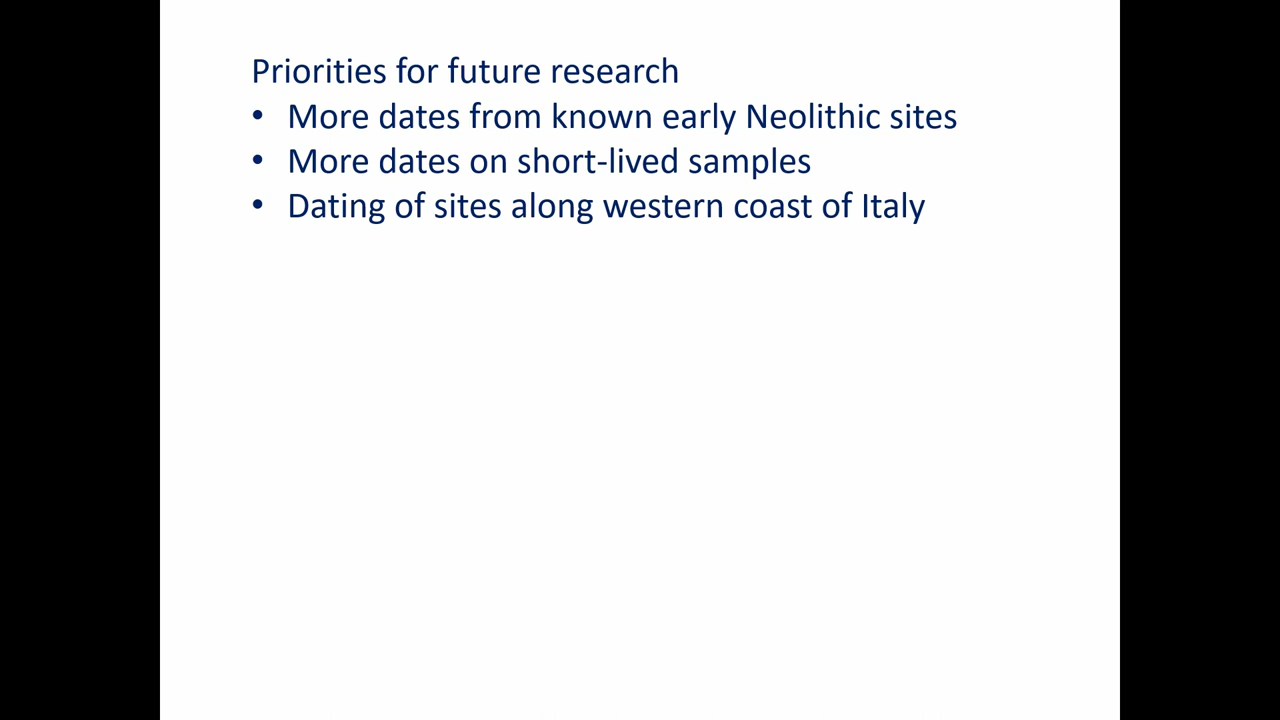 Priorities for future research
• More dates from known early Neolithic sites
• More dates on short-lived samples
• Dating of sites along western coast of Italy